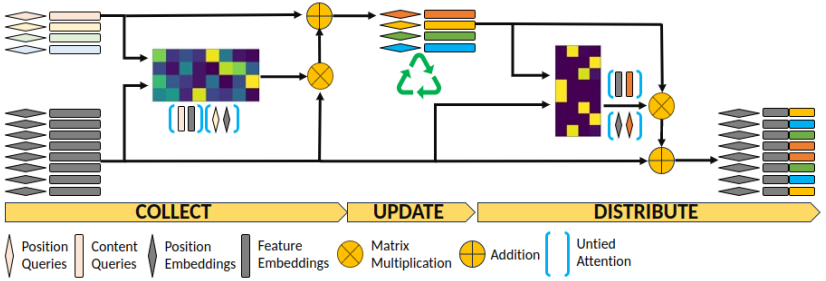 COLLECT
UPDATE
DISTRIBUTE
Position
Queries
Content
Queries
Position
Embeddings
Feature
Embeddings
Matrix
Multiplication
Addition
Untied
Attention